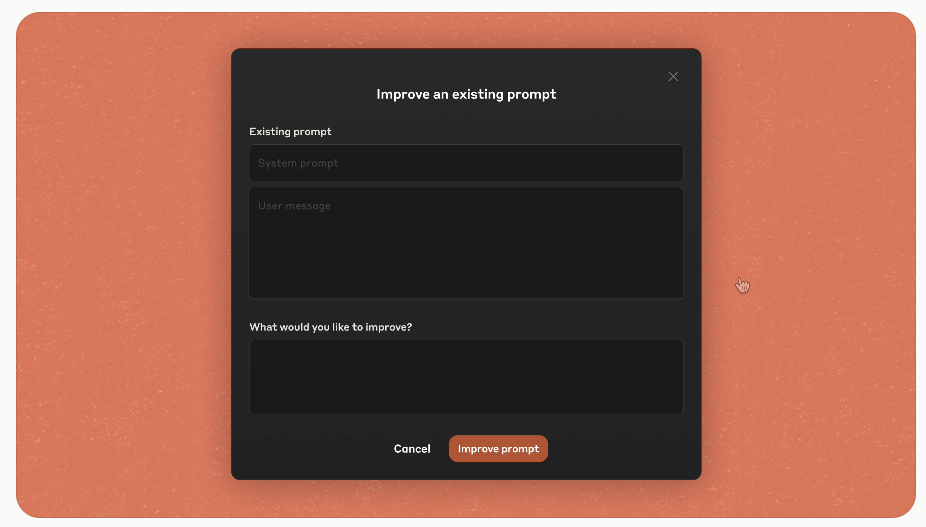 Improve an existing prompt
Existing prompt
System prompt
User message
What would you like to improve?
Cancel
Improve prompt